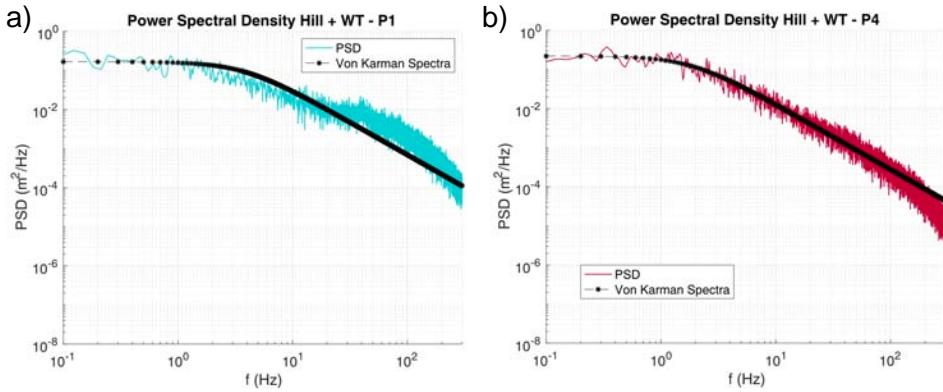 a)
Power Spectral Density Hill + WT - P1
10^0
10^-2
10^-4
10^-6
10^-8
PSD (m^2/Hz)
PSD
Von Karman Spectra
10^-1
10^0
10^1
10^2
f (Hz)
b)
Power Spectral Density Hill + WT - P4
10^0
10^-2
10^-4
10^-6
10^-8
PSD (m^2/Hz)
PSD
Von Karman Spectra
10^-1
10^0
10^1
10^2
f (Hz)